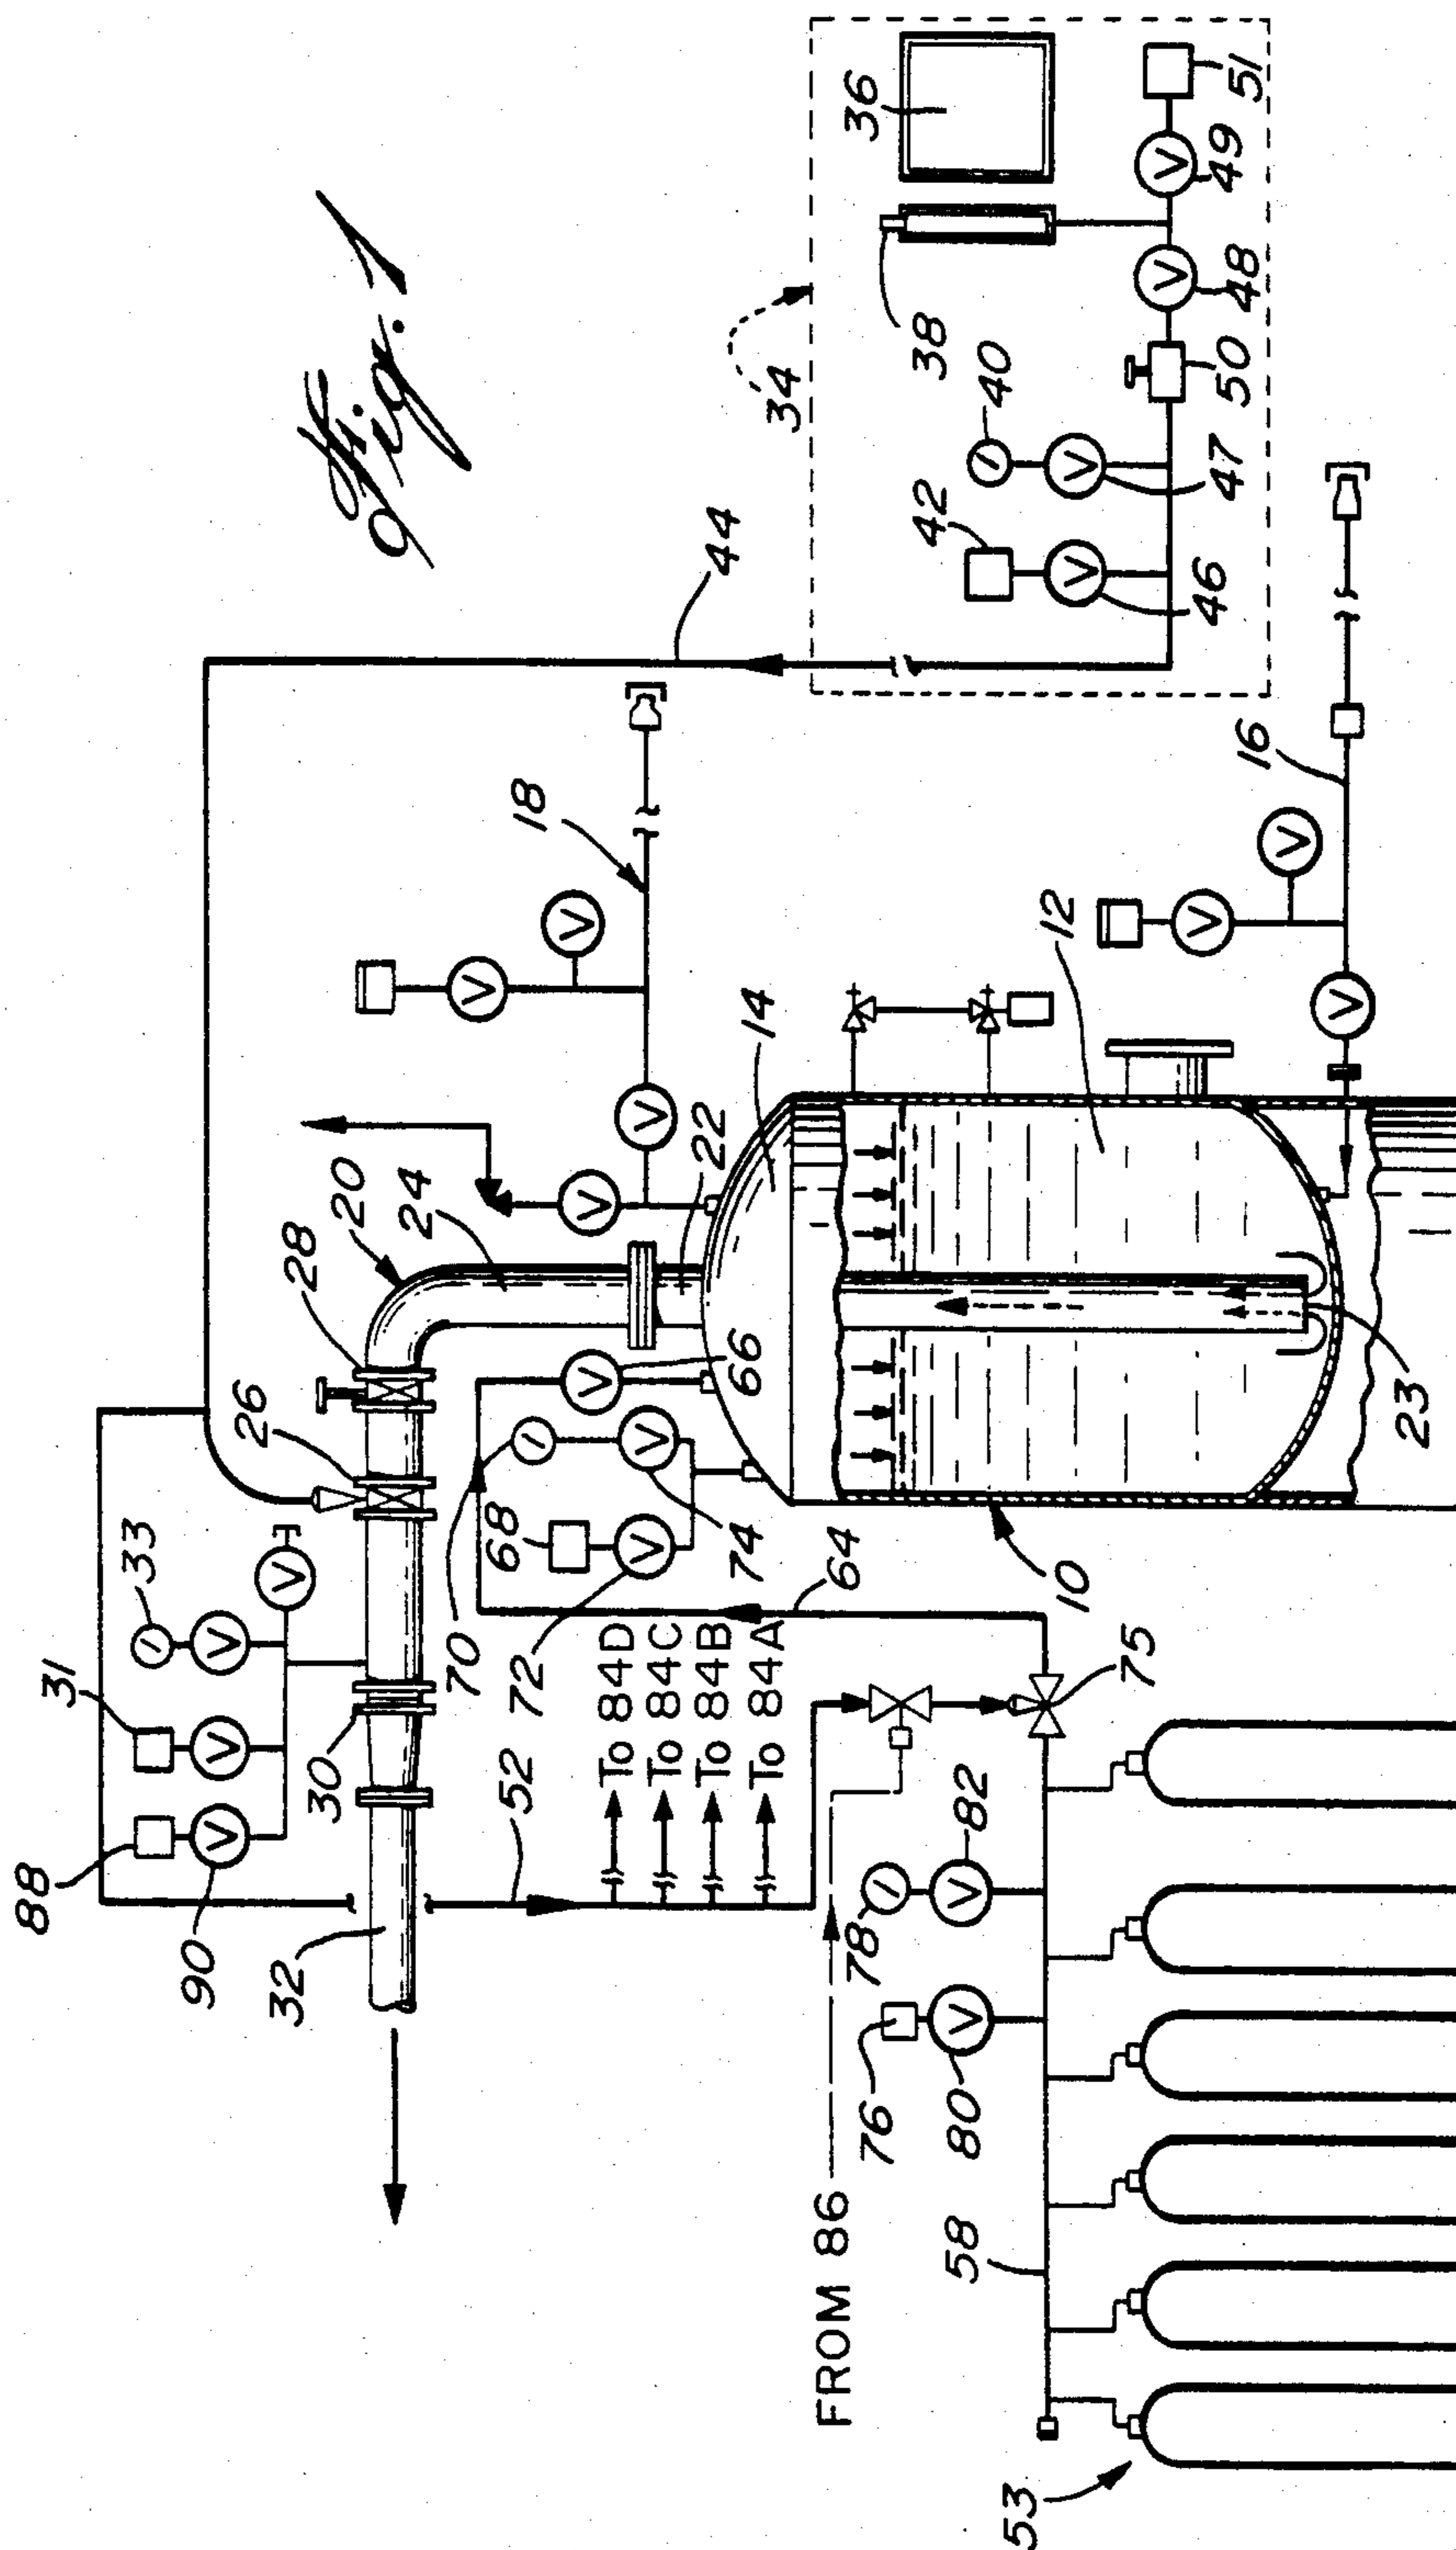 Fig. 1
88
31
33
V
V
V
V
90
32
30
26
28
20
24
22
70
68
V
V
V
66
72
74
52
To 84D
To 84C
To 84B
To 84A
64
V
V
V
V
18
44
34
36
38
40
42
V
V
V
V
46
47
50
48
49
51
14
12
10
23
V
V
V
16
FROM 86
76
78
V
V
80
82
75
58
53